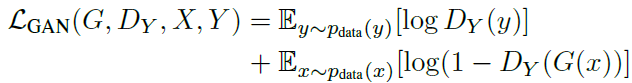 ℒ_GAN(G, D_Y, X, Y) = 𝔼_{y∼p_data(y)}[log D_Y(y)]
+ 𝔼_{x∼p_data(x)}[log(1 − D_Y(G(x))]